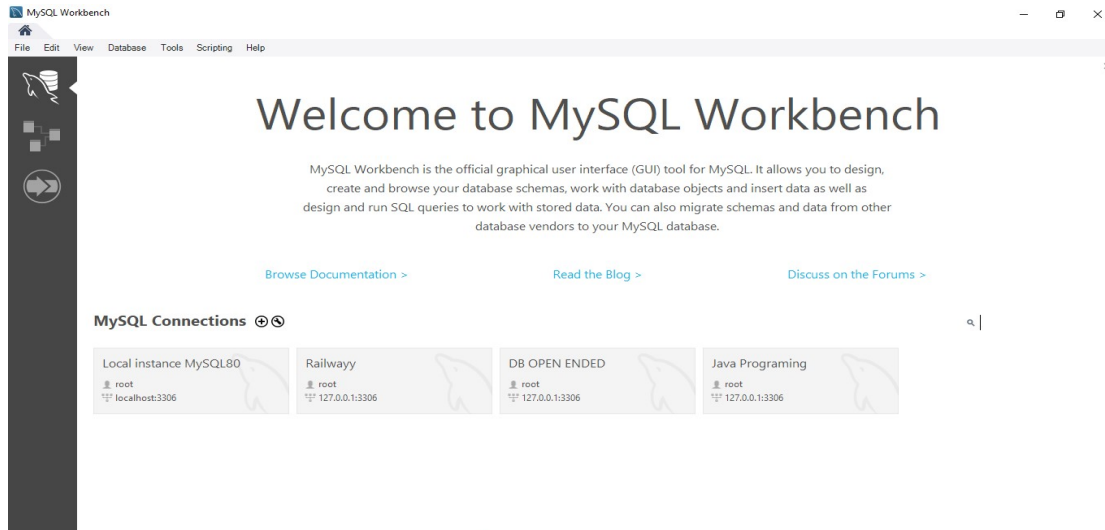 MySQL Workbench
File Edit View Database Tools Scripting Help
Welcome to MySQL Workbench
MySQL Workbench is the official graphical user interface (GUI) tool for MySQL. It allows you to design,
create and browse your database schemas, work with database objects and insert data as well as
design and run SQL queries to work with stored data. You can also migrate schemas and data from other
database vendors to your MySQL database.
Browse Documentation > Read the Blog > Discuss on the Forums >
MySQL Connections
Local instance MySQL80 Railwayy DB OPEN ENDED Java Programing
root root root root
localhost:3306 127.0.0.1:3306 127.0.0.1:3306 127.0.0.1:3306